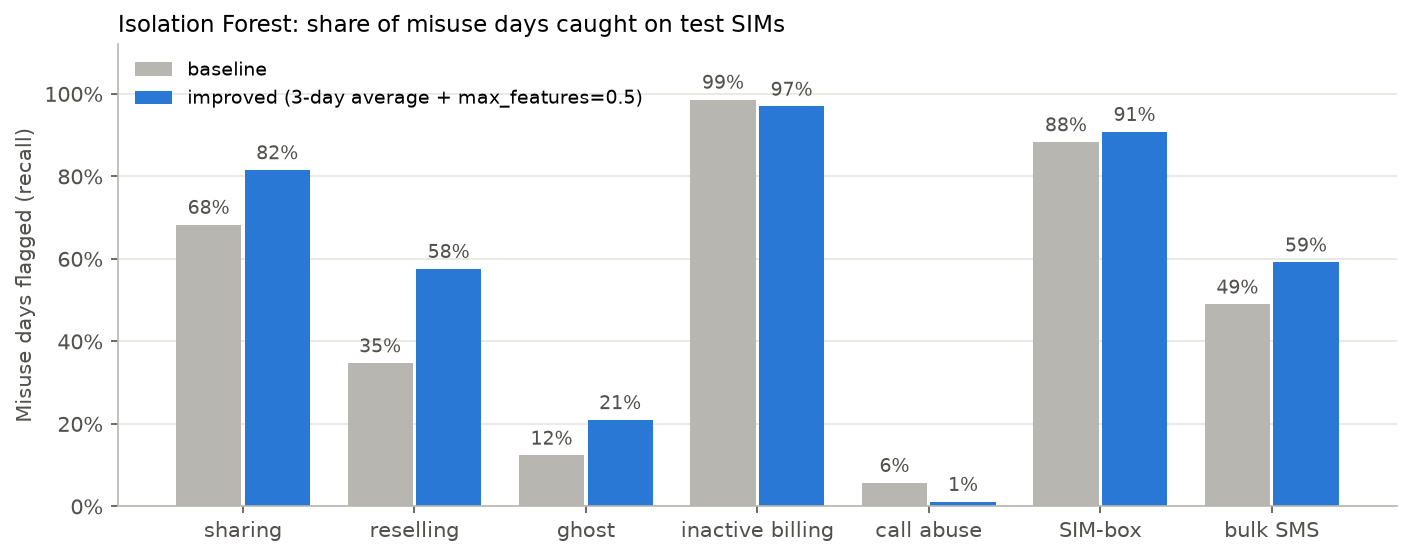 Isolation Forest: share of misuse days caught on test SIMs
baseline
improved (3-day average + max_features=0.5)
Misuse days flagged (recall)
100%
80%
60%
40%
20%
0%
68%
82%
35%
58%
12%
21%
99%
97%
6%
1%
88%
91%
49%
59%
sharing
reselling
ghost
inactive billing
call abuse
SIM-box
bulk SMS